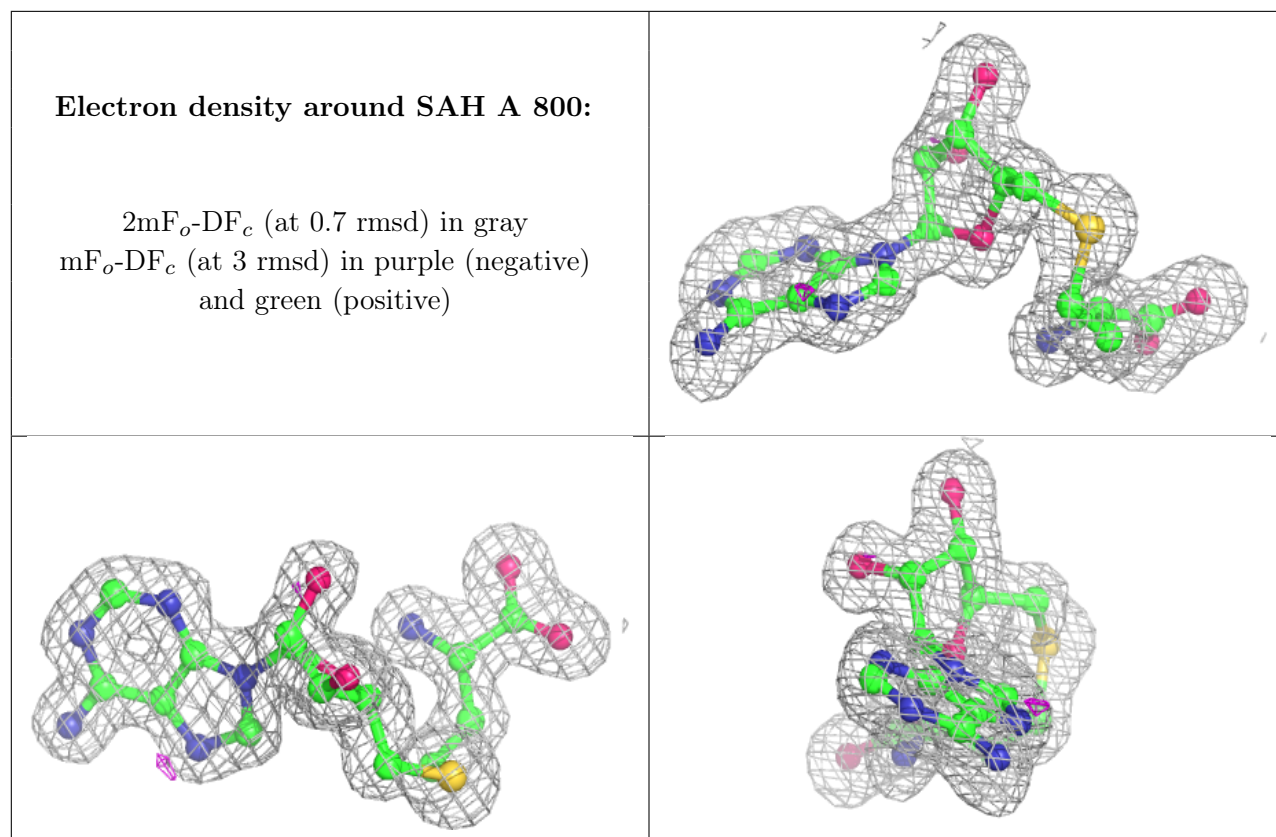 Electron density around SAH A 800:
2mFo-DFc (at 0.7 rmsd) in gray
mFo-DFc (at 3 rmsd) in purple (negative)
and green (positive)